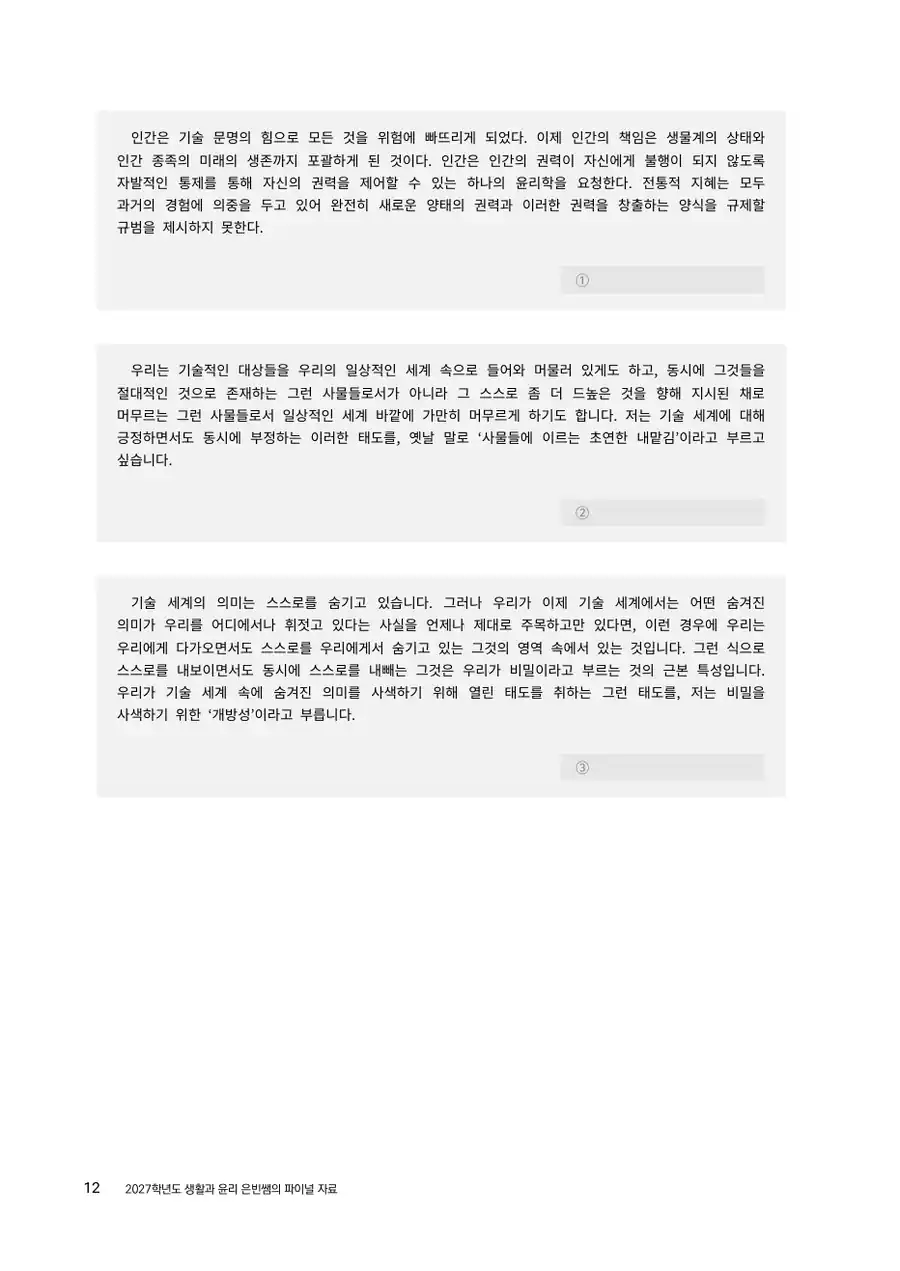 인간은 기술 문명의 힘으로 모든 것을 위험에 빠뜨리게 되었다. 이제 인간의 책임은 생물계의 상태와
인간 종족의 미래의 생존까지 포괄하게 된 것이다. 인간은 인간의 권력이 자신에게 불행이 되지 않도록
자발적인 통제를 통해 자신의 권력을 제어할 수 있는 하나의 윤리학을 요청한다. 전통적 지혜는 모두
과거의 경험에 의중을 두고 있어 완전히 새로운 양태의 권력과 이러한 권력을 창출하는 양식을 규제할
규범을 제시하지 못한다.
①
우리는 기술적인 대상들을 우리의 일상적인 세계 속으로 들어와 머물러 있게도 하고, 동시에 그것들을
절대적인 것으로 존재하는 그런 사물들로서가 아니라 그 스스로 좀 더 드높은 것을 향해 지시된 채로
머무르는 그런 사물들로서 일상적인 세계 바깥에 가만히 머무르게 하기도 합니다. 저는 기술 세계에 대해
긍정하면서도 동시에 부정하는 이러한 태도를, 옛날 말로 ‘사물들에 이르는 초연한 내맡김’이라고 부르고
싶습니다.
②
기술 세계의 의미는 스스로를 숨기고 있습니다. 그러나 우리가 이제 기술 세계에서는 어떤 숨겨진
의미가 우리를 어디에서나 휘젓고 있다는 사실을 언제나 제대로 주목하고만 있다면, 이런 경우에 우리는
우리에게 다가오면서도 스스로를 우리에게서 숨기고 있는 그것의 영역 속에서 있는 것입니다. 그런 식으로
스스로를 내보이면서도 동시에 스스로를 내빼는 그것은 우리가 비밀이라고 부르는 것의 근본 특성입니다.
우리가 기술 세계 속에 숨겨진 의미를 사색하기 위해 열린 태도를 취하는 그런 태도를, 저는 비밀을
사색하기 위한 ‘개방성’이라고 부릅니다.
③
12 2027학년도 생활과 윤리 은빈쌤의 파이널 자료